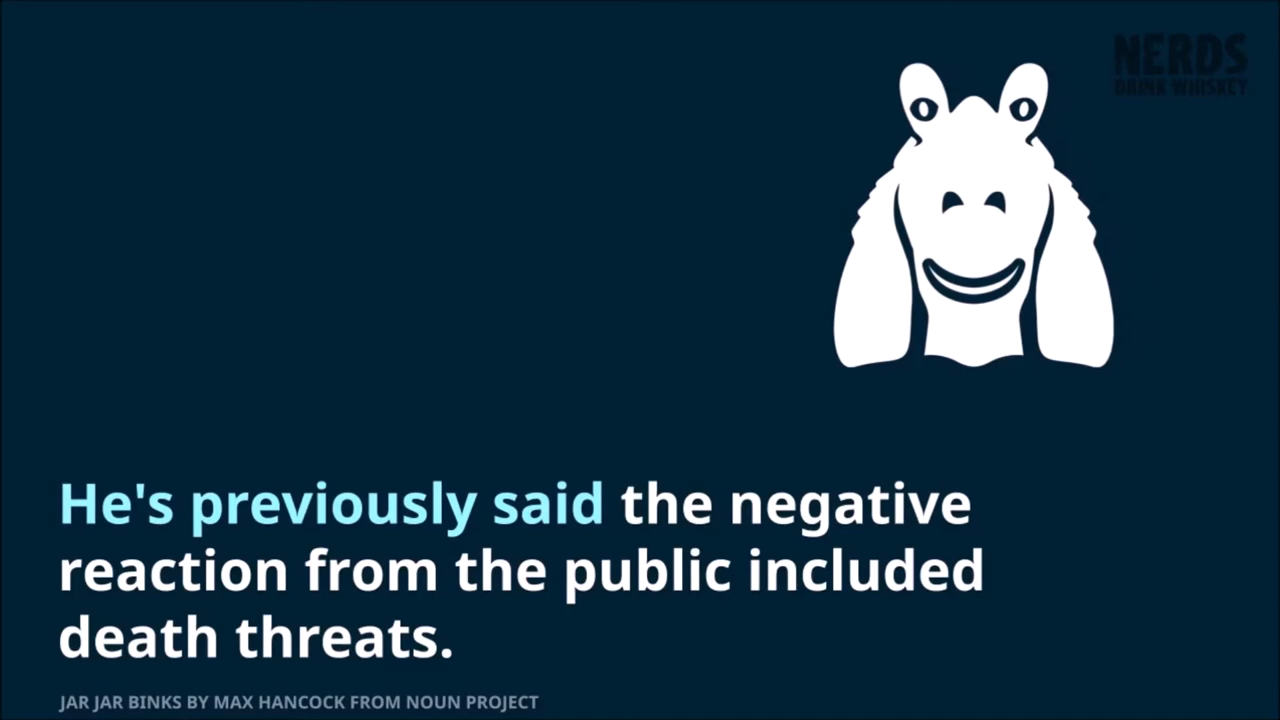 NERDS
DRINK WHISKEY
He's previously said the negative
reaction from the public included
death threats.
JAR JAR BINKS BY MAX HANCOCK FROM NOUN PROJECT